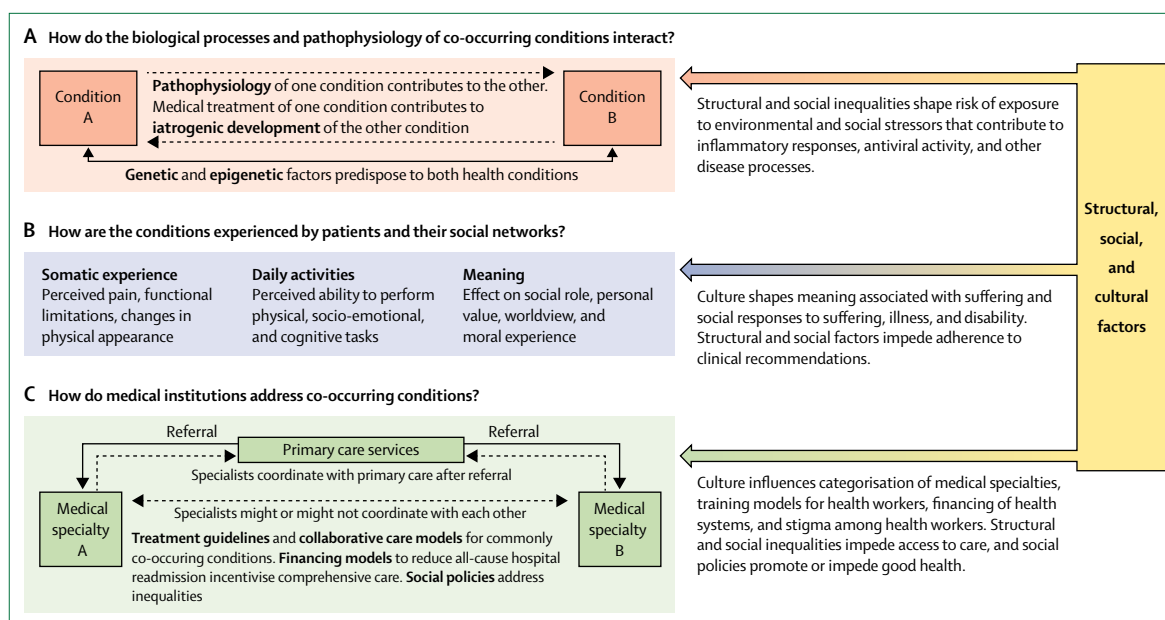 A How do the biological processes and pathophysiology of co-occurring conditions interact?
Condition
A
Pathophysiology of one condition contributes to the other.
Medical treatment of one condition contributes to
iatrogenic development of the other condition
Condition
B
Genetic and epigenetic factors predispose to both health conditions
Structural and social inequalities shape risk of exposure
to environmental and social stressors that contribute to
inflammatory responses, antiviral activity, and other
disease processes.
B How are the conditions experienced by patients and their social networks?
Somatic experience
Perceived pain, functional
limitations, changes in
physical appearance
Daily activities
Perceived ability to perform
physical, socio-emotional,
and cognitive tasks
Meaning
Effect on social role, personal
value, worldview, and
moral experience
Culture shapes meaning associated with suffering and
social responses to suffering, illness, and disability.
Structural and social factors impede adherence to
clinical recommendations.
Structural,
social,
and
cultural
factors
C How do medical institutions address co-occurring conditions?
Referral
Primary care services
Referral
Specialists coordinate with primary care after referral
Medical
specialty
A
Specialists might or might not coordinate with each other
Medical
specialty
B
Treatment guidelines and collaborative care models for commonly
co-occuring conditions. Financing models to reduce all-cause hospital
readmission incentivise comprehensive care. Social policies address
inequalities
Culture influences categorisation of medical specialties,
training models for health workers, financing of health
systems, and stigma among health workers. Structural
and social inequalities impede access to care, and social
policies promote or impede good health.